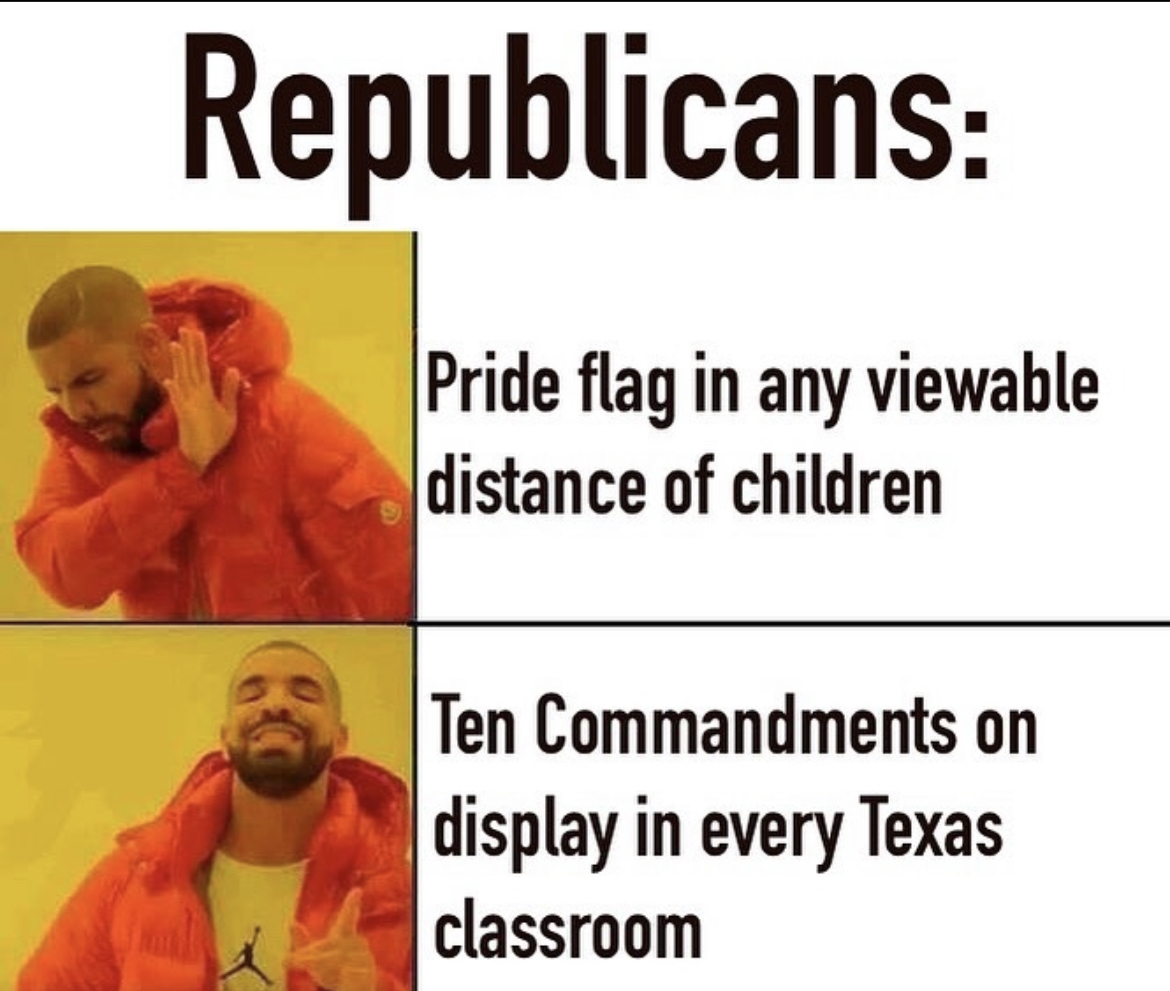 Republicans:
Pride flag in any viewable
distance of children
Ten Commandments on
display in every Texas
classroom